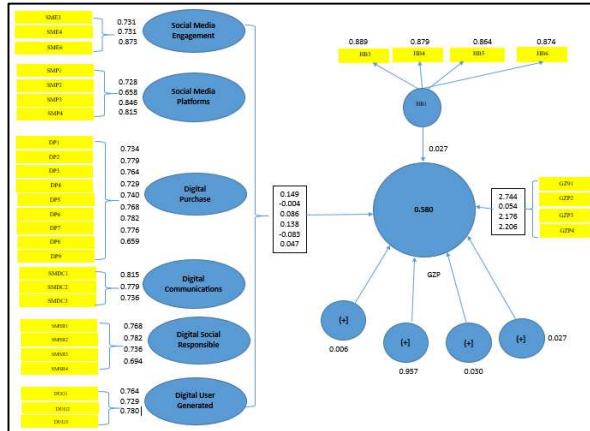 SME3
SME4
SME6
0.731
0.731
0.873
Social Media
Engagement
SMP1
SMP2
SMP3
SMP4
0.728
0.658
0.846
0.815
Social Media
Platforms
DP1
DP2
DP3
DP4
DP5
DP6
DP7
DP8
DP9
0.734
0.779
0.764
0.729
0.740
0.768
0.782
0.776
0.659
Digital
Purchase
SMDC1
SMDC2
SMDC3
0.815
0.779
0.736
Digital
Communications
0.768
0.782
0.736
0.694
Digital Social
Responsible
0.764
0.729
0.780
Digital User
Generated
0.149
-0.004
0.086
0.138
-0.083
0.047
0.889
0.879
0.864
0.874
HB3
HB4
HB5
HB6
0.027
0.580
GZP
2.744
0.054
2.176
2.206
GZP2
GZP3
GZP4
[+]
[+]
[+]
[+]
0.006
0.957
0.030
0.027